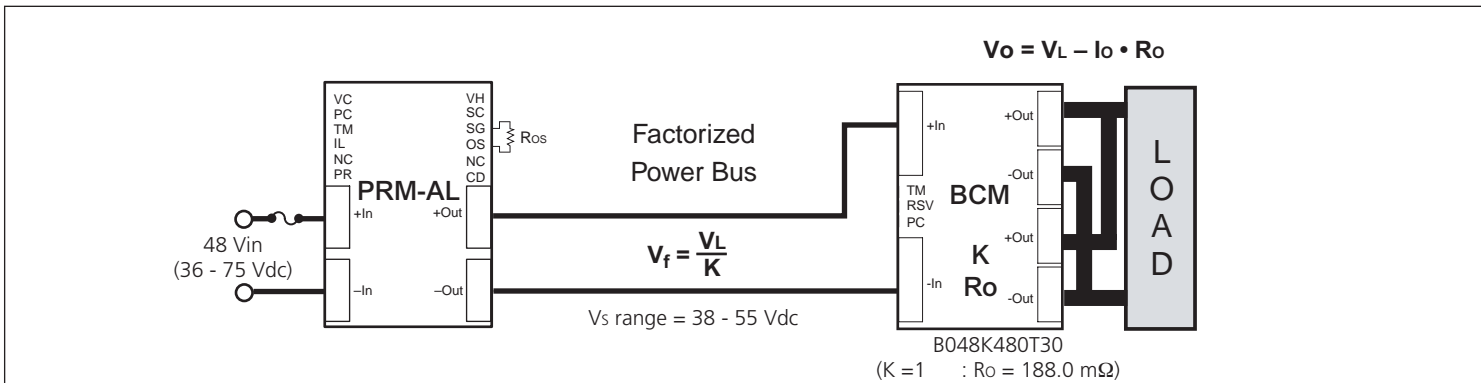 Vo = VL – Io • Ro
VC
PC
TM
IL
NC
PR
VH
SC
SG
OS
NC
CD
ROS
PRM-AL
+In
–In
+Out
–Out
48 Vin
(36 - 75 Vdc)
Factorized
Power Bus
Vf = VL
K
Vs range = 38 - 55 Vdc
+In
TM
RSV
PC
-In
BCM
K
Ro
+Out
-Out
+Out
-Out
LOAD
B048K480T30
(K =1 : Ro = 188.0 mΩ)